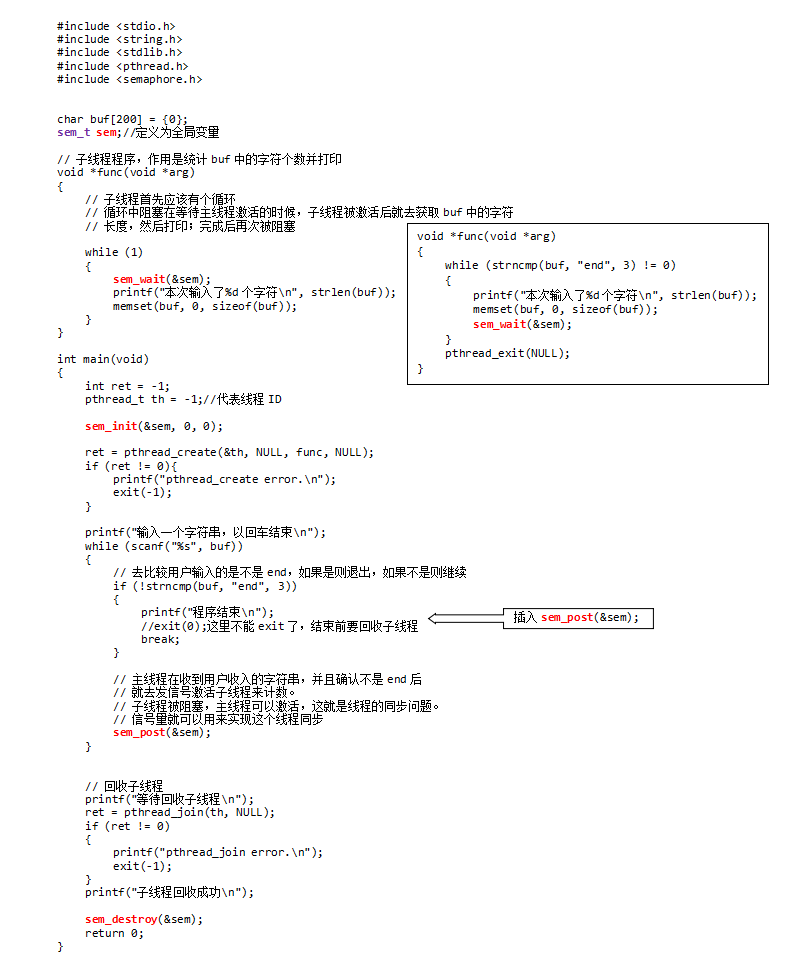 #include <stdio.h>
#include <string.h>
#include <stdlib.h>
#include <pthread.h>
#include <semaphore.h>
char buf[200] = {0};
sem_t sem;//定义为全局变量
// 子线程程序，作用是统计 buf 中的字符个数并打印
void *func(void *arg)
{
// 子线程首先应该有个循环
// 循环中阻塞在等待主线程激活的时候，子线程被激活后就去获取 buf 中的字符
// 长度，然后打印；完成后再次被阻塞
while (1)
{
sem_wait(&sem);
printf("本次输入了%d 个字符\n", strlen(buf));
memset(buf, 0, sizeof(buf));
}
}
void *func(void *arg)
{
while (strncmp(buf, "end", 3) != 0)
{
printf("本次输入了%d 个字符\n", strlen(buf));
memset(buf, 0, sizeof(buf));
sem_wait(&sem);
}
pthread_exit(NULL);
}
int main(void)
{
int ret = -1;
pthread_t th = -1;//代表线程 ID
sem_init(&sem, 0, 0);
ret = pthread_create(&th, NULL, func, NULL);
if (ret != 0){
printf("pthread_create error.\n");
exit(-1);
}
printf("输入一个字符串，以回车结束\n");
while (scanf("%s", buf))
{
// 去比较用户输入的是不是 end，如果是则退出，如果不是则继续
if (!strncmp(buf, "end", 3))
{
printf("程序结束\n");
//exit(0);这里不能 exit 了，结束前要回收子线程
break;
}
插入 sem_post(&sem);
// 主线程在收到用户收入的字符串，并且确认不是 end 后
// 就去发信号激活子线程来计数。
// 子线程被阻塞，主线程可以激活，这就是线程的同步问题。
// 信号量就可以用来实现这个线程同步
sem_post(&sem);
}
// 回收子线程
printf("等待回收子线程\n");
ret = pthread_join(th, NULL);
if (ret != 0)
{
printf("pthread_join error.\n");
exit(-1);
}
printf("子线程回收成功\n");
sem_destroy(&sem);
return 0;
}